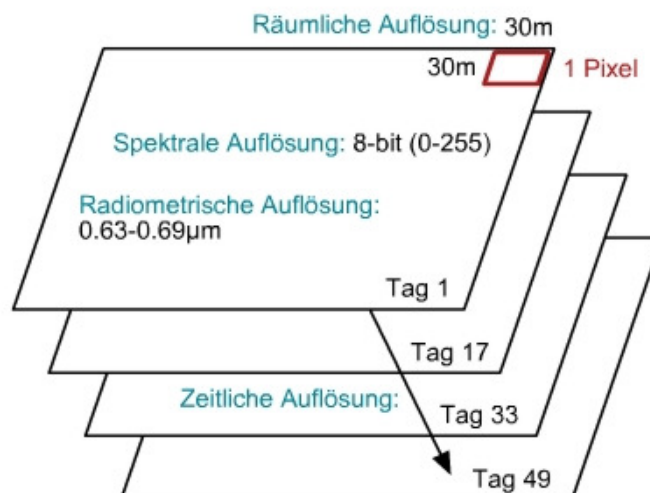 Räumliche Auflösung: 30m
30m 1 Pixel
Spektrale Auflösung: 8-bit (0-255)
Radiometrische Auflösung:
0.63-0.69µm
Tag 1
Tag 17
Zeitliche Auflösung: Tag 33
Tag 49